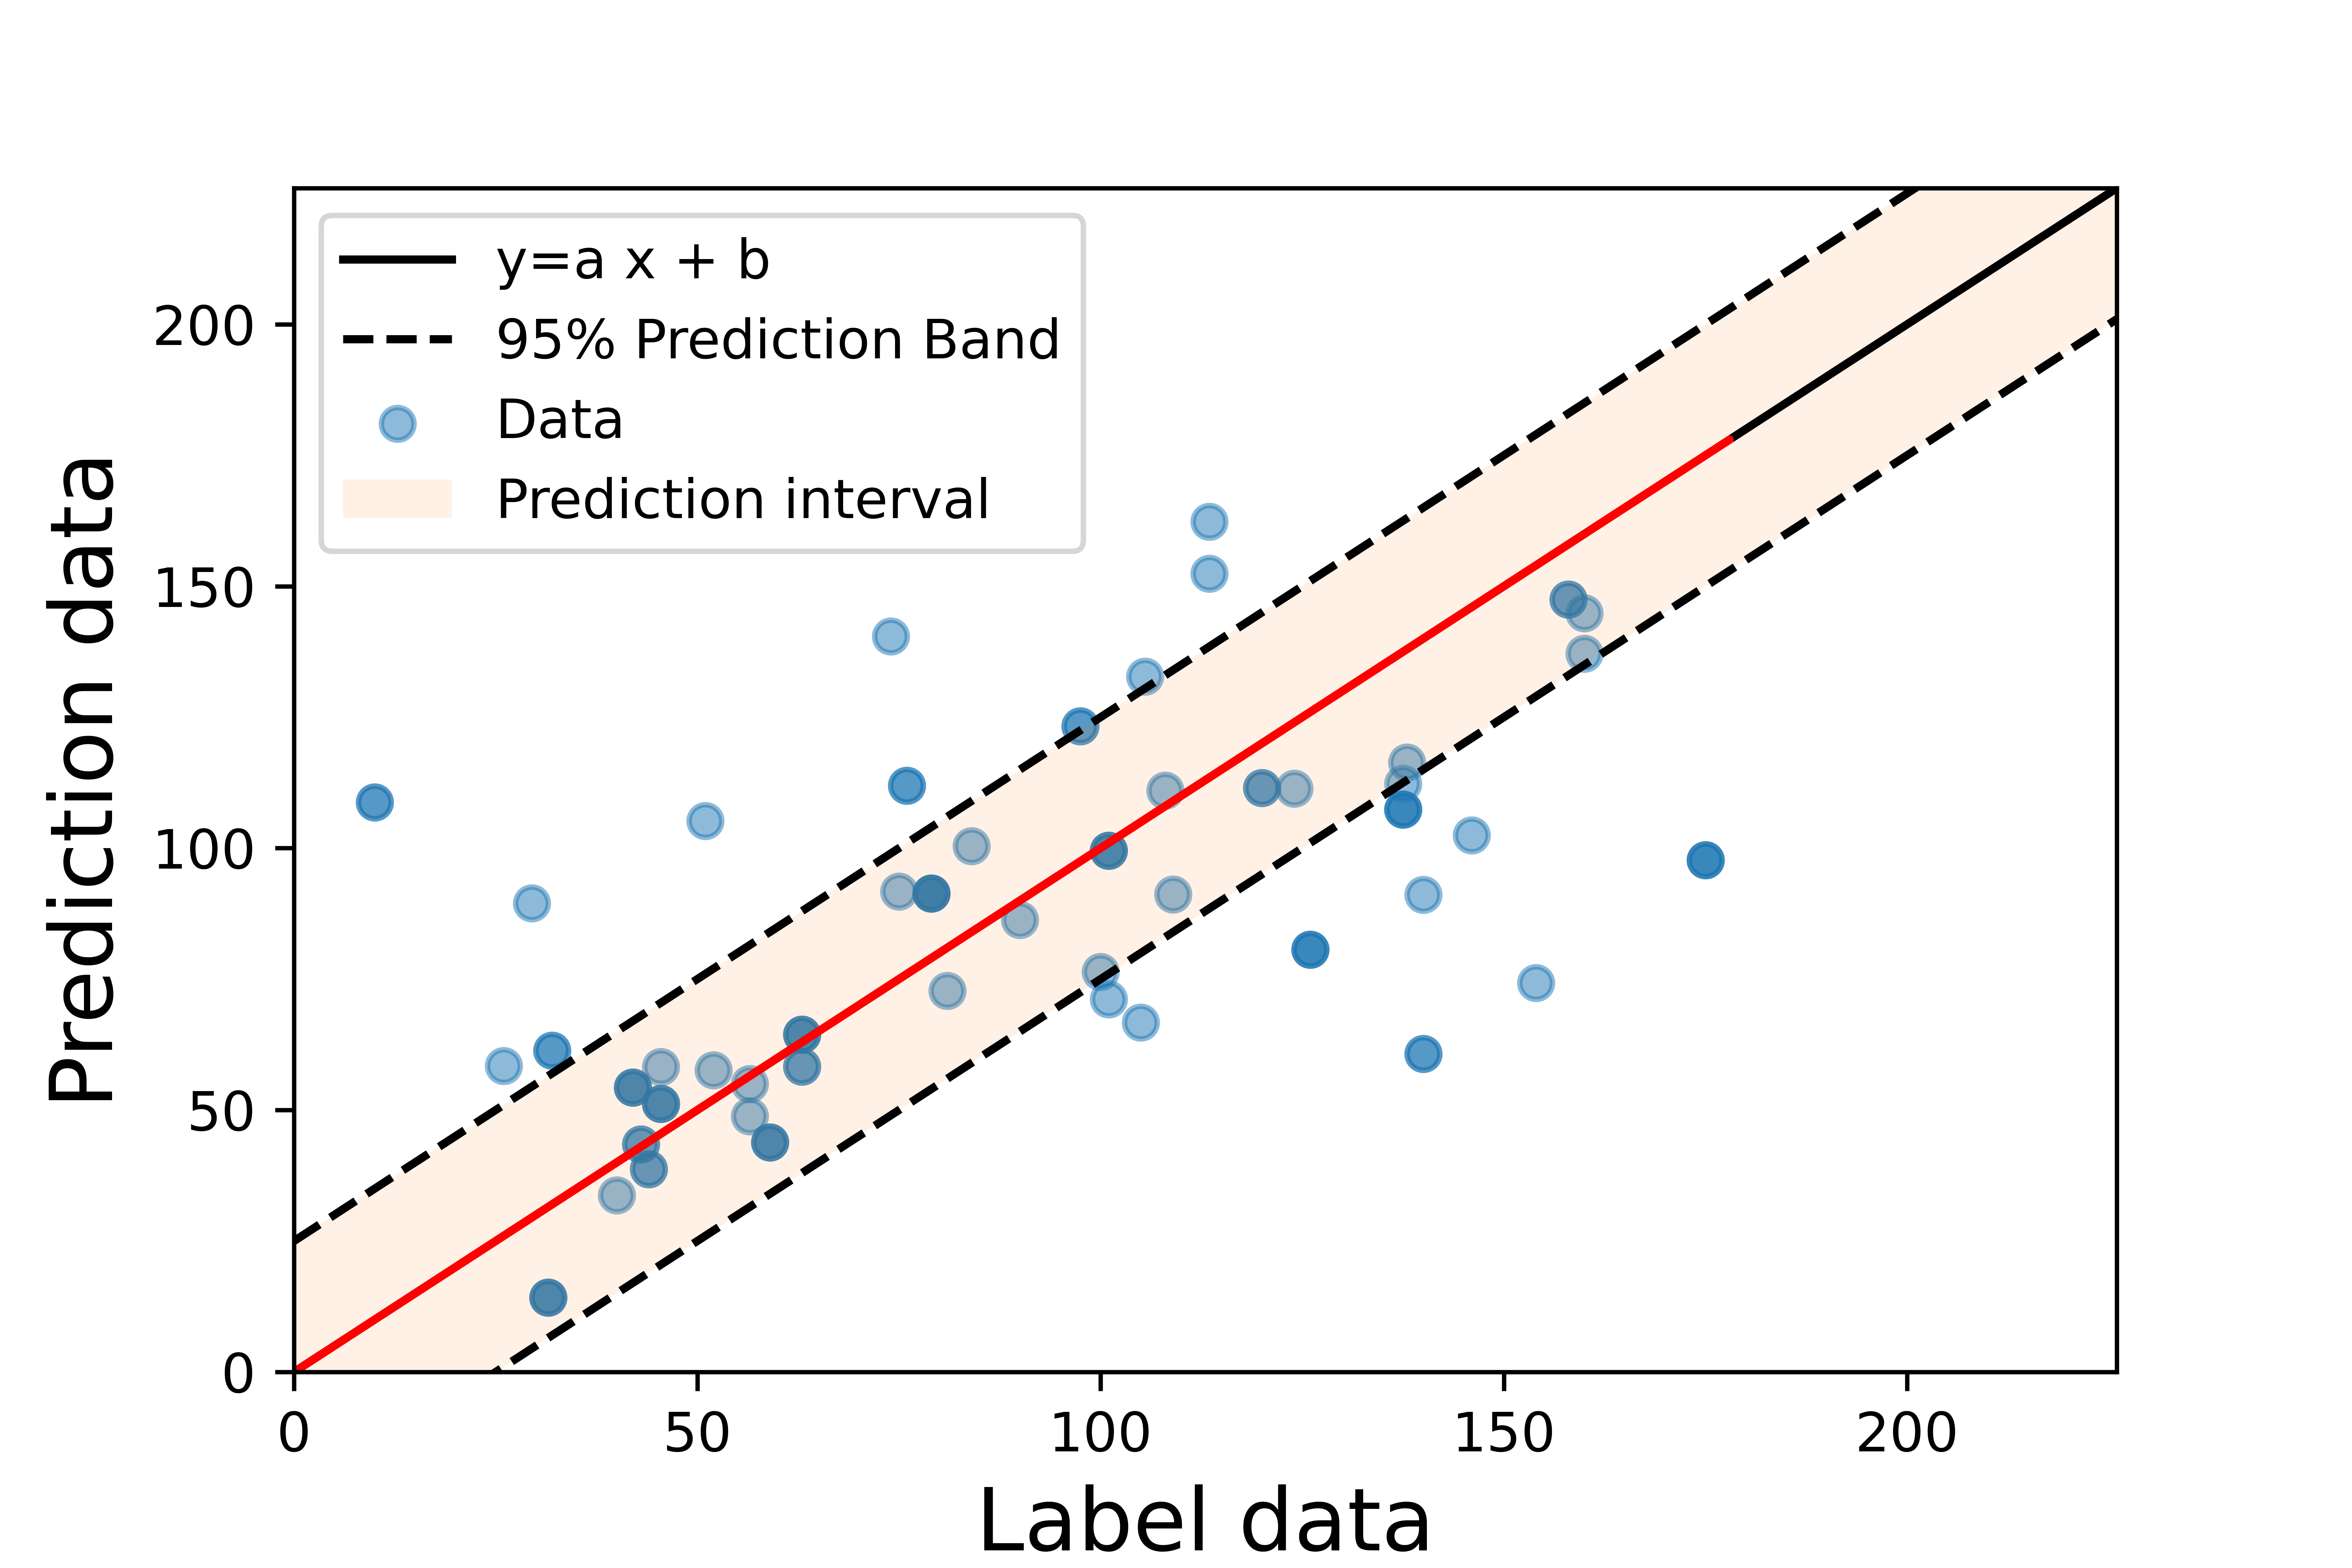 y=a x + b
95% Prediction Band
Data
Prediction interval
200
150
100
50
0
0 50 100 150 200
Prediction data
Label data